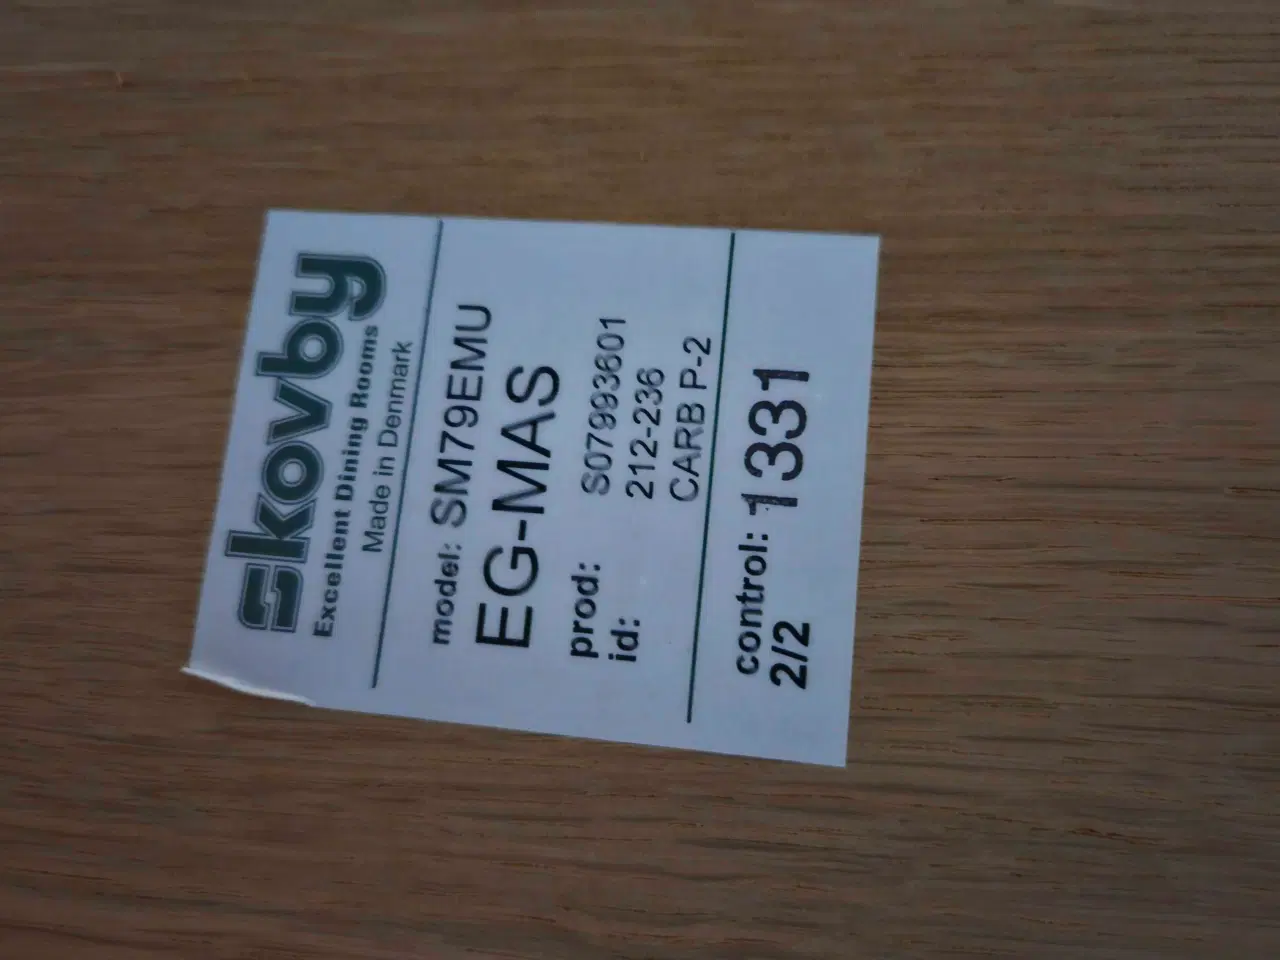 skovby
Excellent Dining Rooms
Made in Denmark
model: SM79EMU
EG-MAS
prod: S07993601
id: 212-236
CARB P-2
control: 1331
2/2